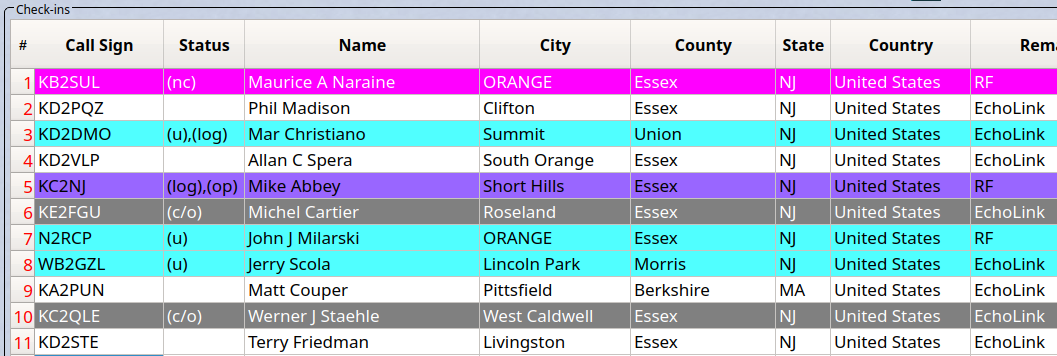 Check-ins
# Call Sign Status Name City County State Country Rema
1 KB2SUL (nc) Maurice A Naraine ORANGE Essex NJ United States RF
2 KD2PQZ Phil Madison Clifton Essex NJ United States EchoLink
3 KD2DMO (u),(log) Mar Christiano Summit Union NJ United States EchoLink
4 KD2VLP Allan C Spera South Orange Essex NJ United States EchoLink
5 KC2NJ (log),(op) Mike Abbey Short Hills Essex NJ United States RF
6 KE2FGU (c/o) Michel Cartier Roseland Essex NJ United States EchoLink
7 N2RCP (u) John J Milarski ORANGE Essex NJ United States RF
8 WB2GZL (u) Jerry Scola Lincoln Park Morris NJ United States EchoLink
9 KA2PUN Matt Couper Pittsfield Berkshire MA United States EchoLink
10 KC2QLE (c/o) Werner J Staehle West Caldwell Essex NJ United States EchoLink
11 KD2STE Terry Friedman Livingston Essex NJ United States EchoLink